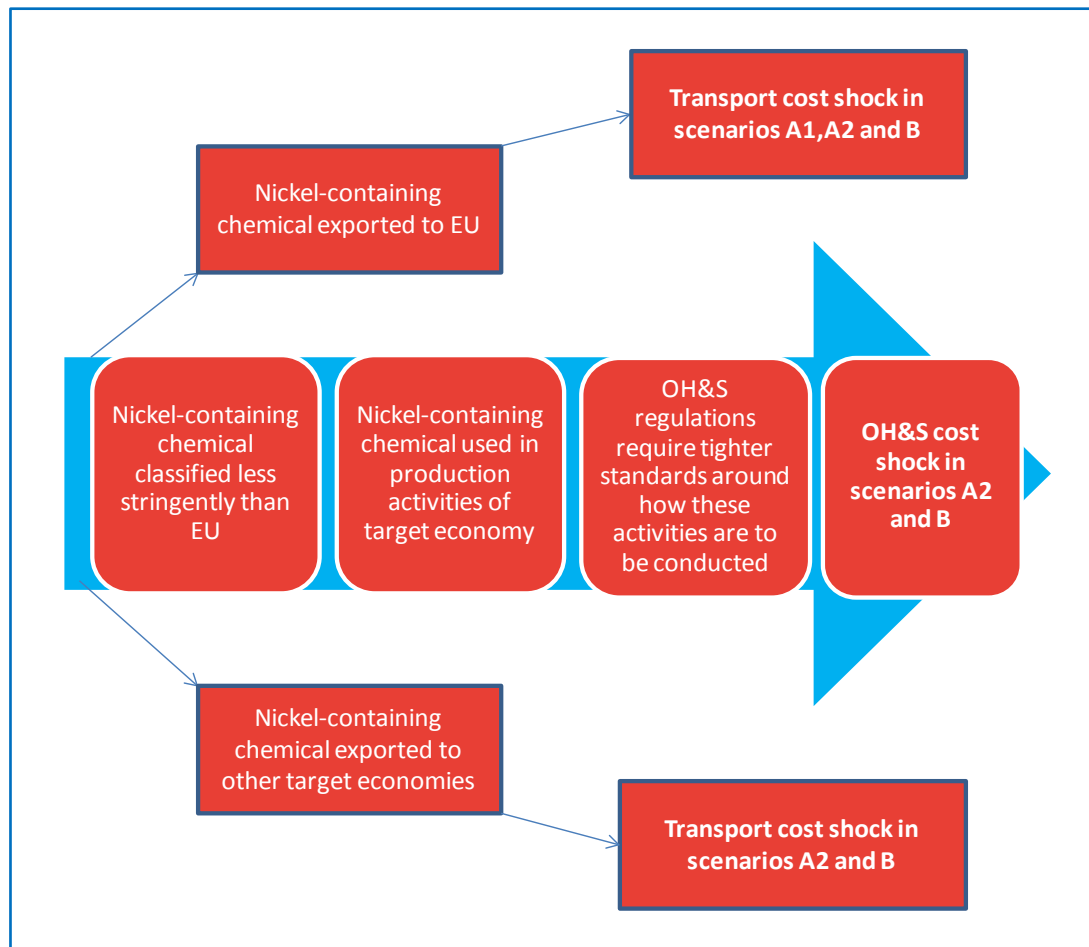 Transport cost shock in
scenarios A1,A2 and B
Nickel-containing
chemical exported to EU
Nickel-containing
chemical
classified less
stringently than
EU
Nickel-containing
chemical used in
production
activities of
target economy
OH&S
regulations
require tighter
standards around
how these
activities are to
be conducted
OH&S cost
shock in
scenarios A2
and B
Nickel-containing
chemical exported to
other target economies
Transport cost shock in
scenarios A2 and B